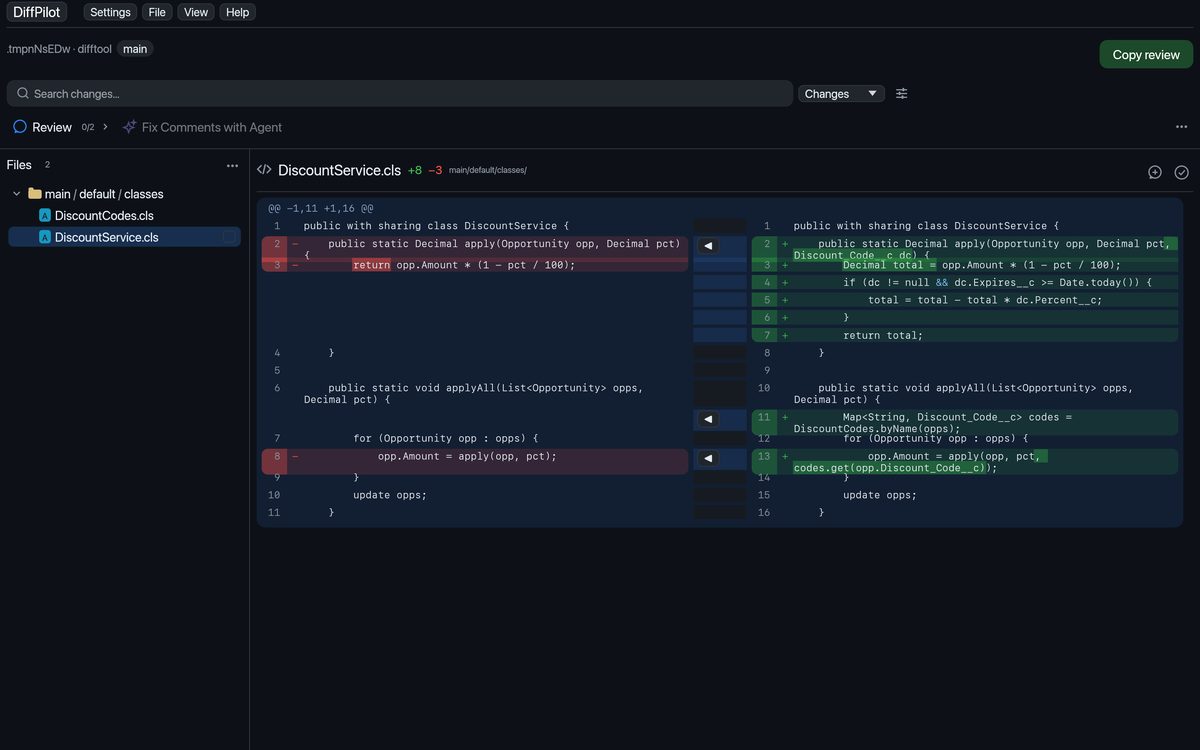 DiffPilot Settings File View Help
.tmpnNsEDw · difftool main
Copy review
Search changes...
Changes
Review 0/2 Fix Comments with Agent
Files 2
main / default / classes
DiscountCodes.cls
DiscountService.cls
DiscountService.cls +8 −3 main/default/classes/
@@ −1,11 +1,16 @@
1 public with sharing class DiscountService {
2 − public static Decimal apply(Opportunity opp, Decimal pct)
{
3 − return opp.Amount * (1 − pct / 100);
4 }
5
6 public static void applyAll(List<Opportunity> opps,
Decimal pct) {
7 for (Opportunity opp : opps) {
8 − opp.Amount = apply(opp, pct);
9 }
10 update opps;
11 }
1 public with sharing class DiscountService {
2 + public static Decimal apply(Opportunity opp, Decimal pct,
Discount_Code__c dc) {
3 + Decimal total = opp.Amount * (1 − pct / 100);
4 + if (dc != null && dc.Expires__c >= Date.today()) {
5 + total = total − total * dc.Percent__c;
6 + }
7 + return total;
8 }
9
10 public static void applyAll(List<Opportunity> opps,
Decimal pct) {
11 + Map<String, Discount_Code__c> codes =
DiscountCodes.byName(opps);
12 for (Opportunity opp : opps) {
13 + opp.Amount = apply(opp, pct,
codes.get(opp.Discount_Code__c));
14 }
15 update opps;
16 }